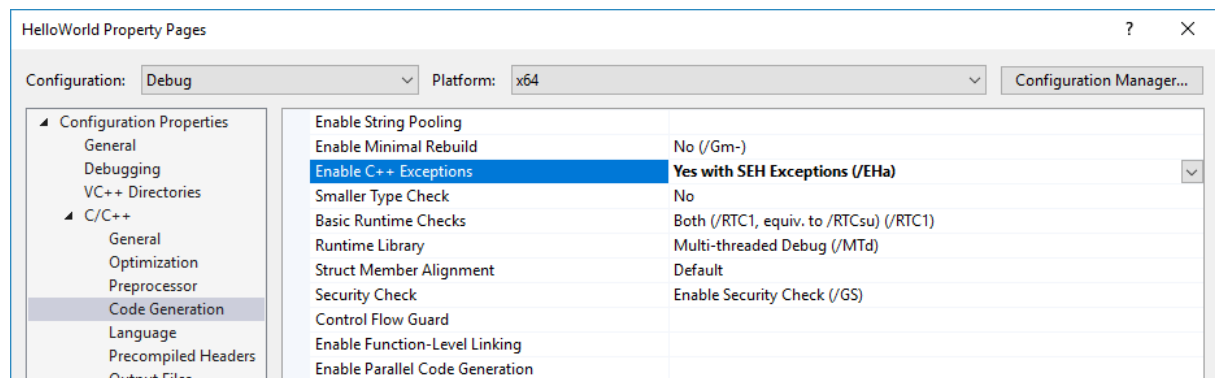 HelloWorld Property Pages
? ×
Configuration: Debug Platform: x64 Configuration Manager...
Configuration Properties
General
Debugging
VC++ Directories
C/C++
General
Optimization
Preprocessor
Code Generation
Language
Precompiled Headers
Output Files
Enable String Pooling
Enable Minimal Rebuild No (/Gm-)
Enable C++ Exceptions Yes with SEH Exceptions (/EHa)
Smaller Type Check No
Basic Runtime Checks Both (/RTC1, equiv. to /RTCsu) (/RTC1)
Runtime Library Multi-threaded Debug (/MTd)
Struct Member Alignment Default
Security Check Enable Security Check (/GS)
Control Flow Guard
Enable Function-Level Linking
Enable Parallel Code Generation